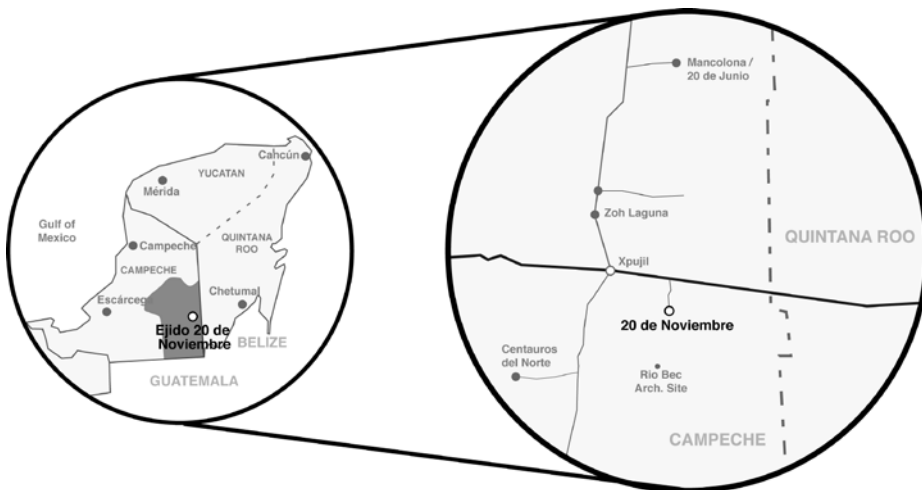 Cancún
YUCATAN
Mérida
Gulf of
Mexico
QUINTANA
ROO
Campeche
CAMPECHE
Escárcega
Chetumal
Ejido 20 de
Noviembre
BELIZE
GUATEMALA
Mancolona /
20 de Junio
Zoh Laguna
QUINTANA ROO
Xpujil
20 de Noviembre
Centauros
del Norte
Rio Bec
Arch. Site
CAMPECHE